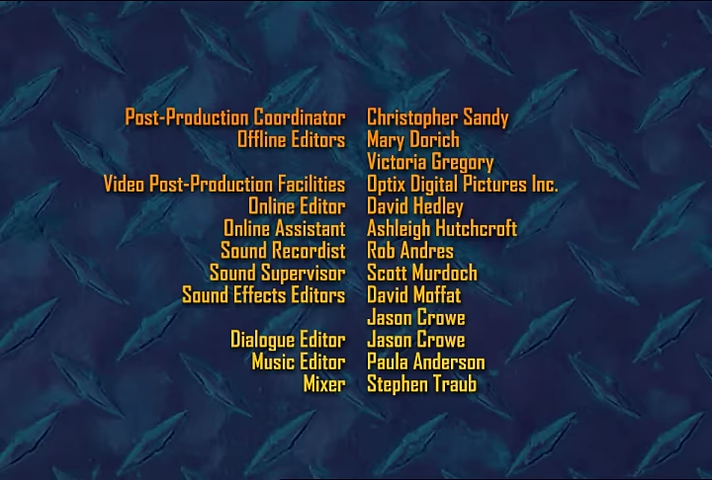 Post-Production Coordinator Christopher Sandy
Offline Editors Mary Dorich
Victoria Gregory
Video Post-Production Facilities Optix Digital Pictures Inc.
Online Editor David Hedley
Online Assistant Ashleigh Hutchcroft
Sound Recordist Rob Andres
Sound Supervisor Scott Murdoch
Sound Effects Editors David Moffat
Jason Crowe
Dialogue Editor Jason Crowe
Music Editor Paula Anderson
Mixer Stephen Traub